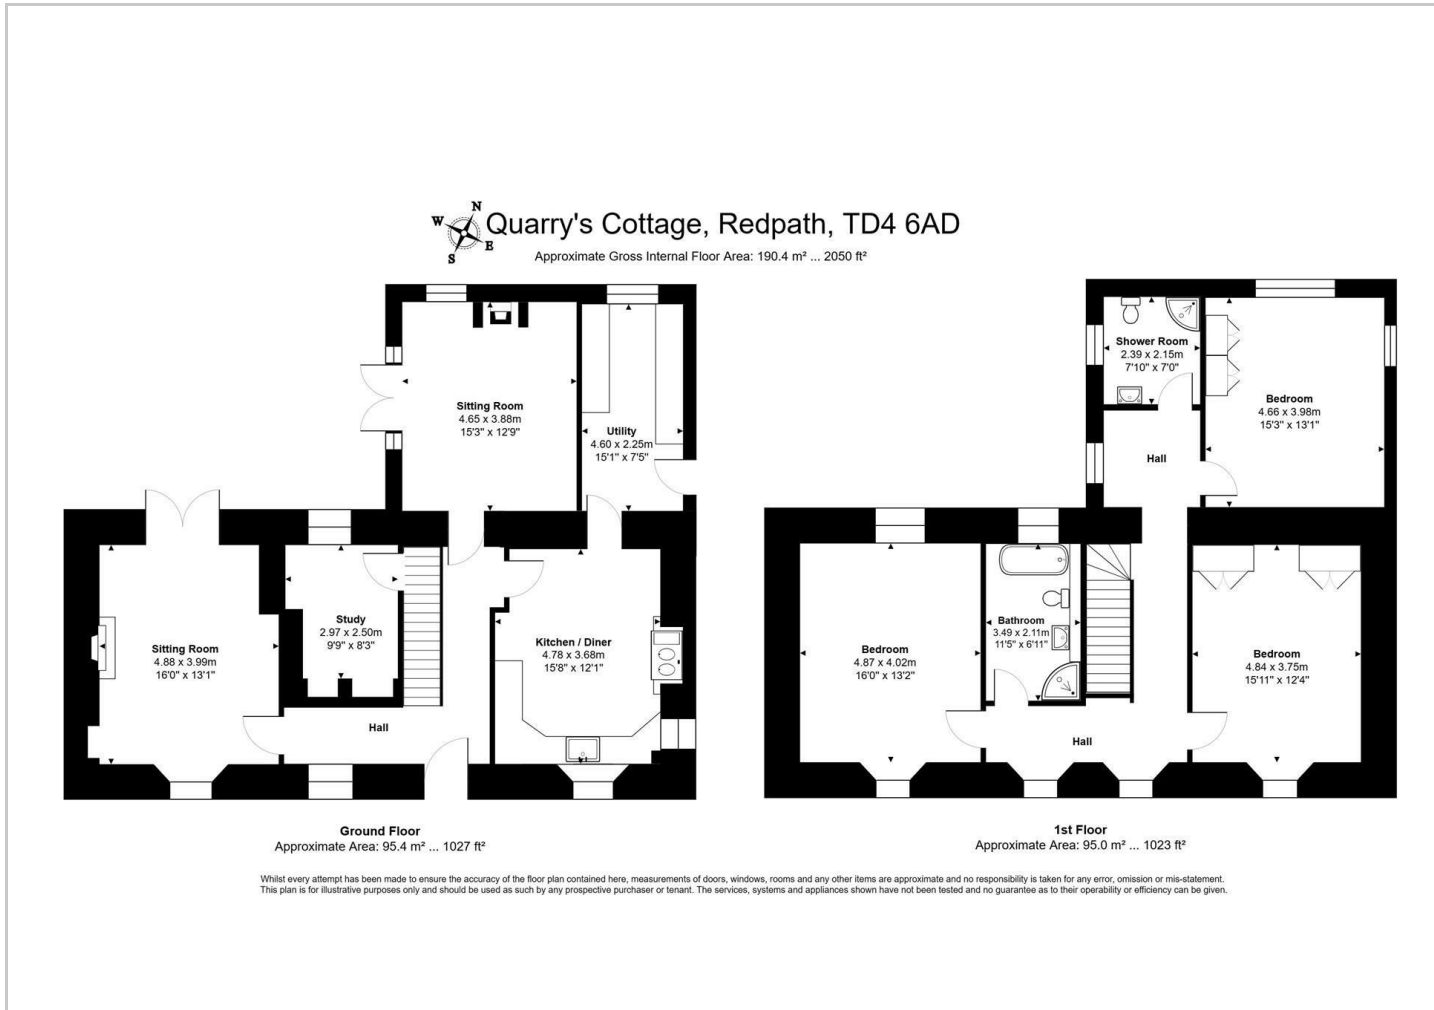 N
W
E
S
Quarry's Cottage, Redpath, TD4 6AD
Approximate Gross Internal Floor Area: 190.4 m² ... 2050 ft²
Sitting Room
4.65 x 3.88m
15'3" x 12'9"
Utility
4.60 x 2.25m
15'1" x 7'5"
Sitting Room
4.88 x 3.99m
16'0" x 13'1"
Study
2.97 x 2.50m
9'9" x 8'3"
Kitchen / Diner
4.78 x 3.68m
15'8" x 12'1"
Hall
Ground Floor
Approximate Area: 95.4 m² ... 1027 ft²
Shower Room
2.39 x 2.15m
7'10" x 7'0"
Bedroom
4.66 x 3.98m
15'3" x 13'1"
Hall
Bedroom
4.87 x 4.02m
16'0" x 13'2"
Bathroom
3.49 x 2.11m
11'5" x 6'11"
Bedroom
4.84 x 3.75m
15'11" x 12'4"
Hall
1st Floor
Approximate Area: 95.0 m² ... 1023 ft²
Whilst every attempt has been made to ensure the accuracy of the floor plan contained here, measurements of doors, windows, rooms and any other items are approximate and no responsibility is taken for any error, omission or mis-statement.
This plan is for illustrative purposes only and should be used as such by any prospective purchaser or tenant. The services, systems and appliances shown have not been tested and no guarantee as to their operability or efficiency can be given.